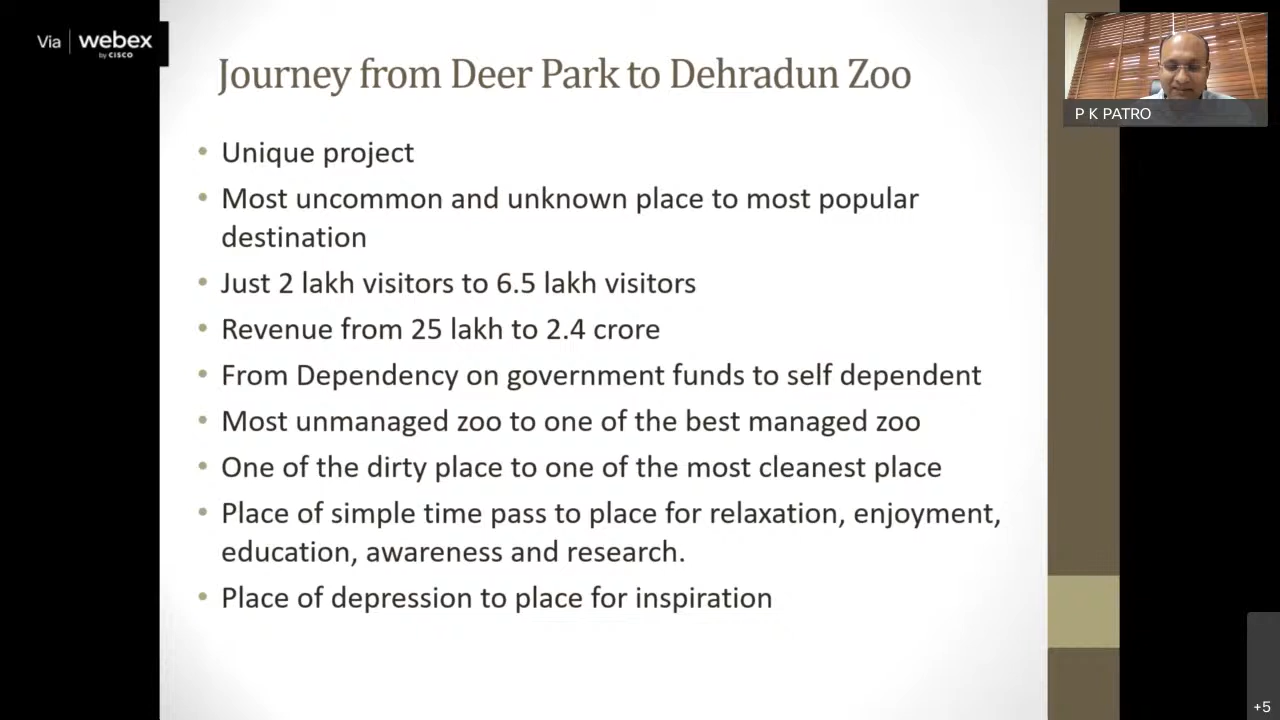 Via webex
by CISCO
Journey from Deer Park to Dehradun Zoo
P K PATRO
• Unique project
• Most uncommon and unknown place to most popular
destination
• Just 2 lakh visitors to 6.5 lakh visitors
• Revenue from 25 lakh to 2.4 crore
• From Dependency on government funds to self dependent
• Most unmanaged zoo to one of the best managed zoo
• One of the dirty place to one of the most cleanest place
• Place of simple time pass to place for relaxation, enjoyment,
education, awareness and research.
• Place of depression to place for inspiration
+5